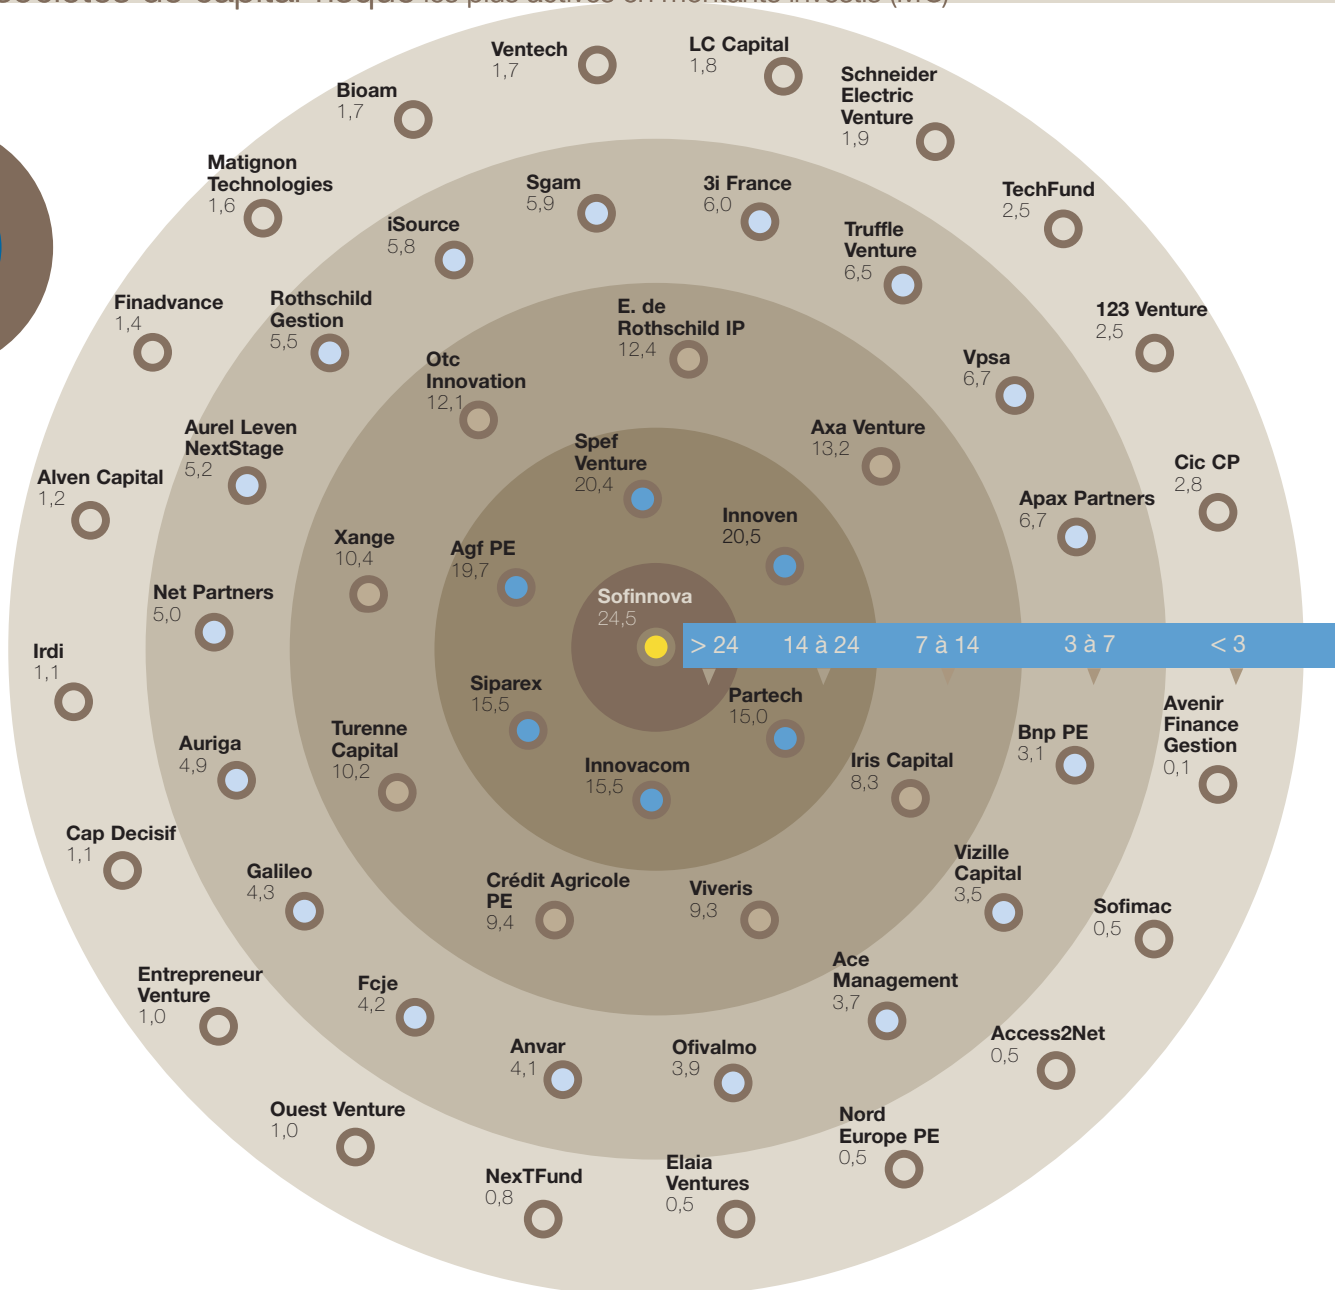 sociétés de capital-risque les plus actives en montants investis (M€)
Ventech
1,7
LC Capital
1,8
Schneider
Electric
Venture
1,9
Bioam
1,7
Matignon
Technologies
1,6
TechFund
2,5
Sgam
5,9
3i France
6,0
iSource
5,8
Truffle
Venture
6,5
Finadvance
1,4
Rothschild
Gestion
5,5
E. de
Rothschild IP
12,4
123 Venture
2,5
Otc
Innovation
12,1
Vpsa
6,7
Aurel Leven
NextStage
5,2
Axa Venture
13,2
Spef
Venture
20,4
Alven Capital
1,2
Cic CP
2,8
Apax Partners
6,7
Innoven
20,5
Xange
10,4
Agf PE
19,7
Net Partners
5,0
Sofinnova
24,5
> 24
14 à 24
7 à 14
3 à 7
< 3
Irdi
1,1
Siparex
15,5
Partech
15,0
Avenir
Finance
Gestion
0,1
Turenne
Capital
10,2
Bnp PE
3,1
Auriga
4,9
Innovacom
15,5
Iris Capital
8,3
Cap Decisif
1,1
Galileo
4,3
Crédit Agricole
PE
9,4
Viveris
9,3
Vizille
Capital
3,5
Sofimac
0,5
Entrepreneur
Venture
1,0
Fcje
4,2
Ace
Management
3,7
Anvar
4,1
Ofivalmo
3,9
Access2Net
0,5
Ouest Venture
1,0
Nord
Europe PE
0,5
NexTFund
0,8
Elaia
Ventures
0,5